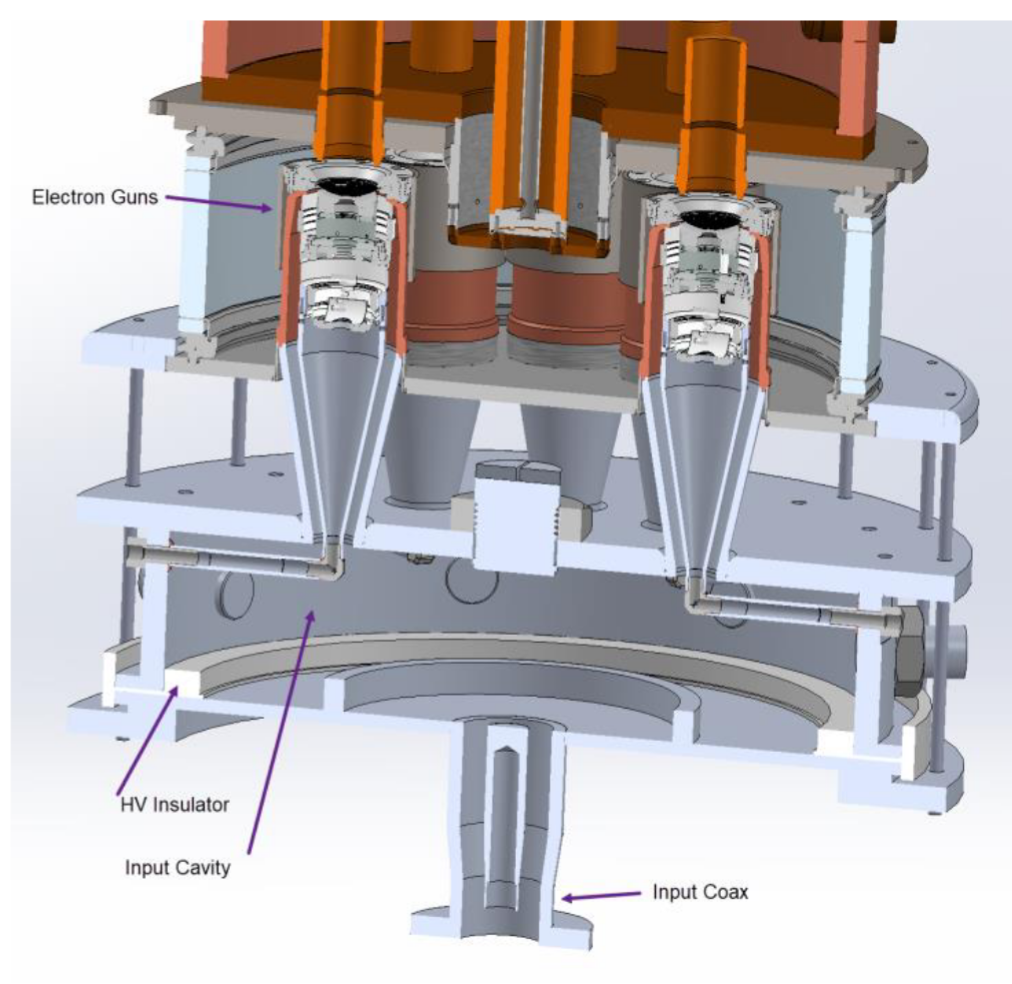 Electron Guns
HV Insulator
Input Cavity
Input Coax